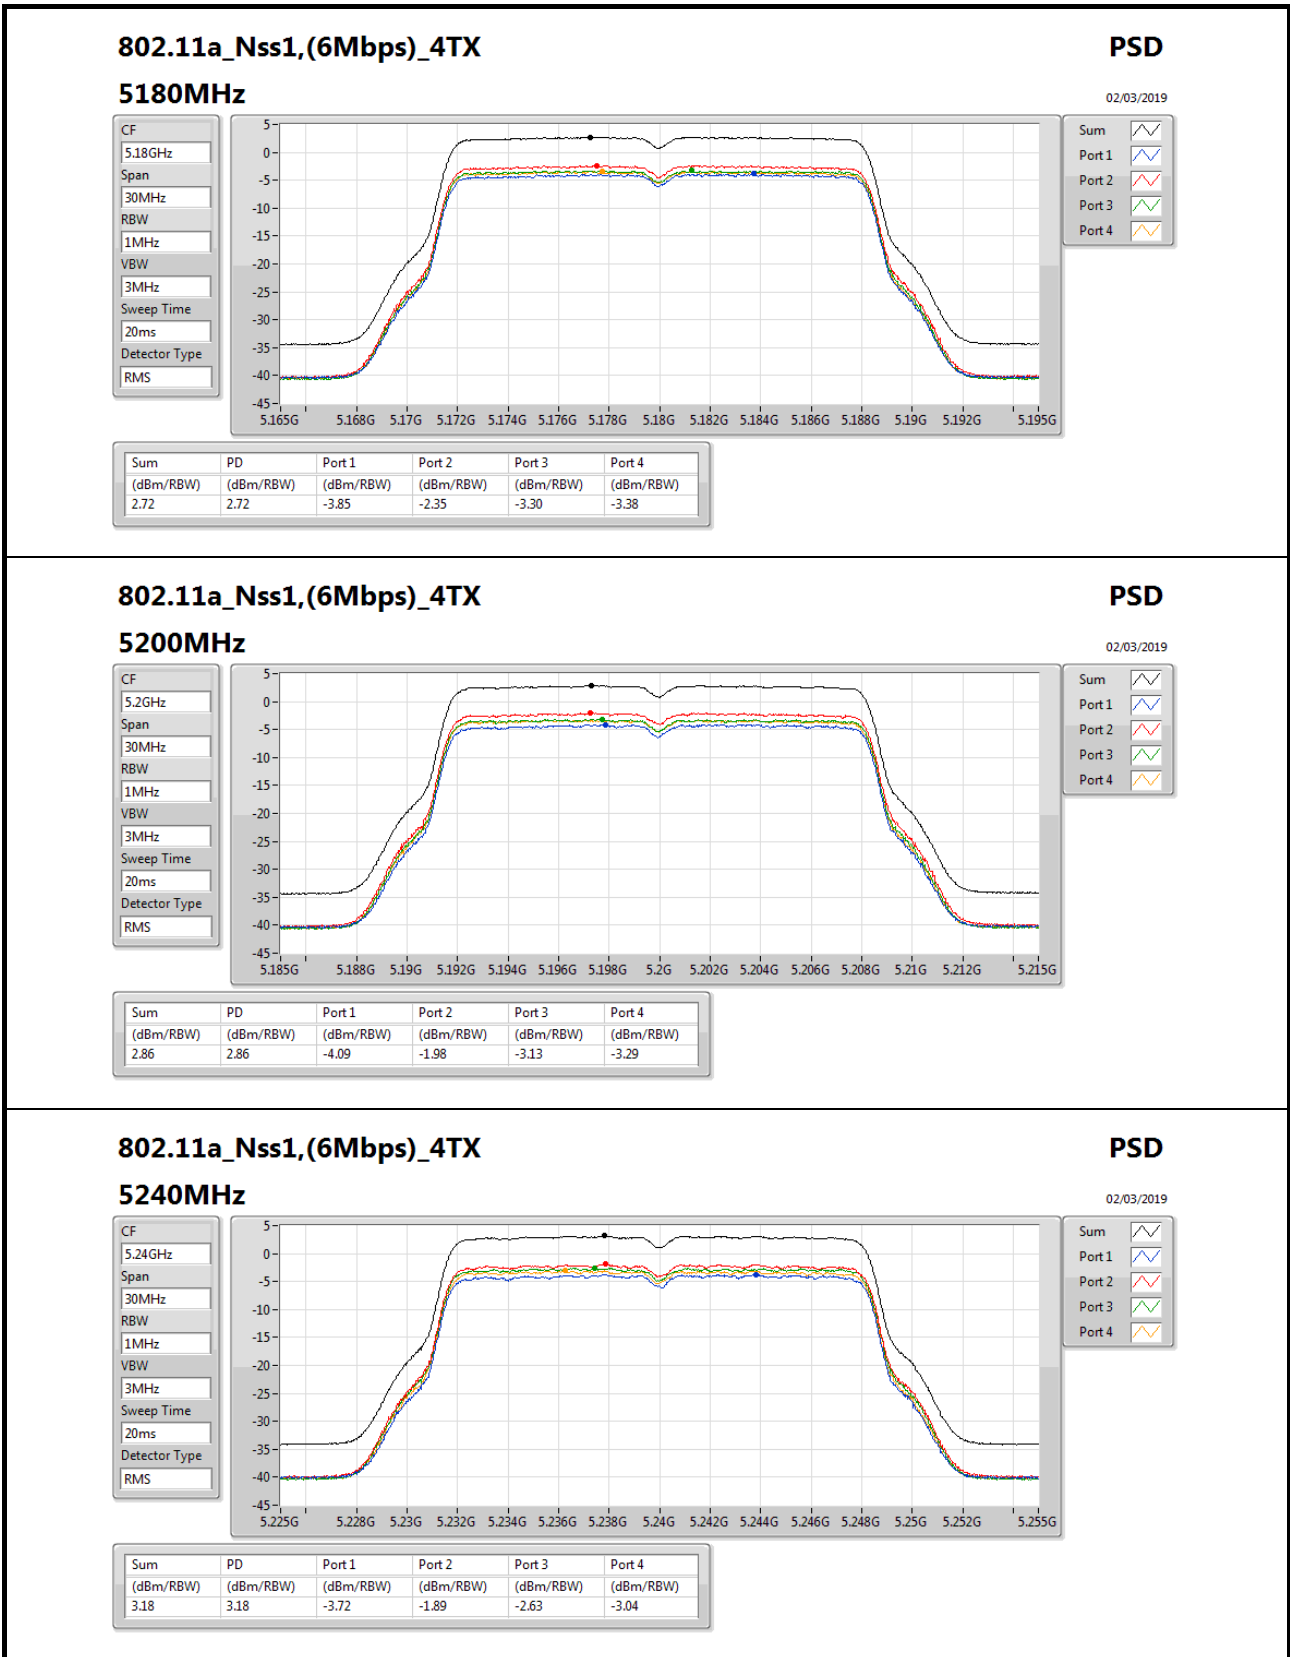 802.11a_Nss1,(6Mbps)_4TX PSD
5180MHz 02/03/2019
CF
5.18GHz
Span
30MHz
RBW
1MHz
VBW
3MHz
Sweep Time
20ms
Detector Type
RMS
5
0
-5
-10
-15
-20
-25
-30
-35
-40
-45
5.165G 5.168G 5.17G 5.172G 5.174G 5.176G 5.178G 5.18G 5.182G 5.184G 5.186G 5.188G 5.19G 5.192G 5.195G
Sum
Port 1
Port 2
Port 3
Port 4
Sum PD Port 1 Port 2 Port 3 Port 4
(dBm/RBW) (dBm/RBW) (dBm/RBW) (dBm/RBW) (dBm/RBW) (dBm/RBW)
2.72 2.72 -3.85 -2.35 -3.30 -3.38
802.11a_Nss1,(6Mbps)_4TX PSD
5200MHz 02/03/2019
CF
5.2GHz
Span
30MHz
RBW
1MHz
VBW
3MHz
Sweep Time
20ms
Detector Type
RMS
5
0
-5
-10
-15
-20
-25
-30
-35
-40
-45
5.185G 5.188G 5.19G 5.192G 5.194G 5.196G 5.198G 5.2G 5.202G 5.204G 5.206G 5.208G 5.21G 5.212G 5.215G
Sum
Port 1
Port 2
Port 3
Port 4
Sum PD Port 1 Port 2 Port 3 Port 4
(dBm/RBW) (dBm/RBW) (dBm/RBW) (dBm/RBW) (dBm/RBW) (dBm/RBW)
2.86 2.86 -4.09 -1.98 -3.13 -3.29
802.11a_Nss1,(6Mbps)_4TX PSD
5240MHz 02/03/2019
CF
5.24GHz
Span
30MHz
RBW
1MHz
VBW
3MHz
Sweep Time
20ms
Detector Type
RMS
5
0
-5
-10
-15
-20
-25
-30
-35
-40
-45
5.225G 5.228G 5.23G 5.232G 5.234G 5.236G 5.238G 5.24G 5.242G 5.244G 5.246G 5.248G 5.25G 5.252G 5.255G
Sum
Port 1
Port 2
Port 3
Port 4
Sum PD Port 1 Port 2 Port 3 Port 4
(dBm/RBW) (dBm/RBW) (dBm/RBW) (dBm/RBW) (dBm/RBW) (dBm/RBW)
3.18 3.18 -3.72 -1.89 -2.63 -3.04